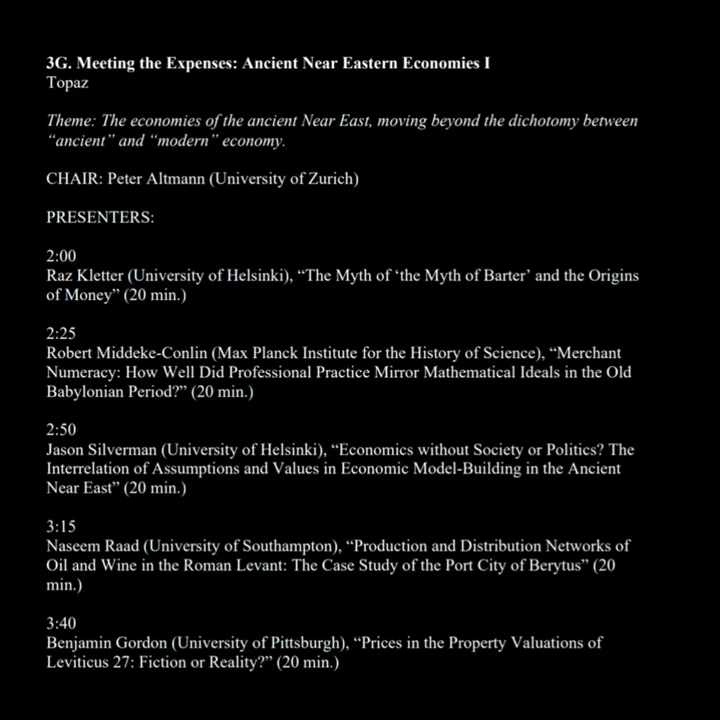 3G. Meeting the Expenses: Ancient Near Eastern Economies I
Topaz
Theme: The economies of the ancient Near East, moving beyond the dichotomy between
“ancient” and “modern” economy.
CHAIR: Peter Altmann (University of Zurich)
PRESENTERS:
2:00
Raz Kletter (University of Helsinki), “The Myth of ‘the Myth of Barter’ and the Origins
of Money” (20 min.)
2:25
Robert Middeke-Conlin (Max Planck Institute for the History of Science), “Merchant
Numeracy: How Well Did Professional Practice Mirror Mathematical Ideals in the Old
Babylonian Period?” (20 min.)
2:50
Jason Silverman (University of Helsinki), “Economics without Society or Politics? The
Interrelation of Assumptions and Values in Economic Model-Building in the Ancient
Near East” (20 min.)
3:15
Naseem Raad (University of Southampton), “Production and Distribution Networks of
Oil and Wine in the Roman Levant: The Case Study of the Port City of Berytus” (20
min.)
3:40
Benjamin Gordon (University of Pittsburgh), “Prices in the Property Valuations of
Leviticus 27: Fiction or Reality?” (20 min.)